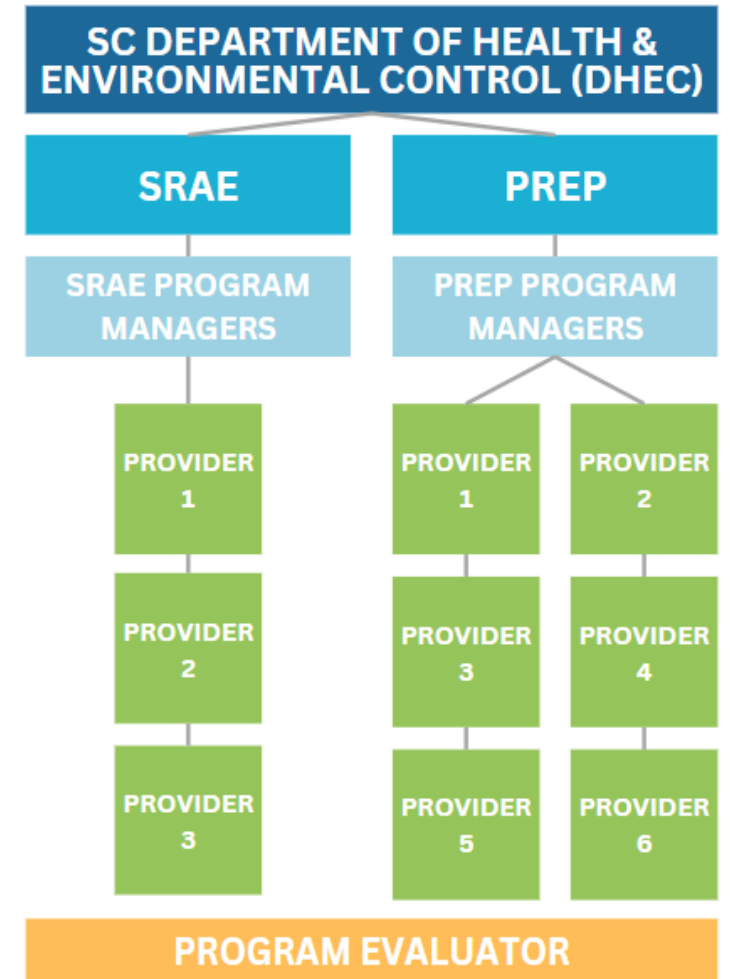 SC DEPARTMENT OF HEALTH &
ENVIRONMENTAL CONTROL (DHEC)
SRAE
PREP
SRAE PROGRAM
MANAGERS
PREP PROGRAM
MANAGERS
PROVIDER
1
PROVIDER
1
PROVIDER
2
PROVIDER
2
PROVIDER
3
PROVIDER
4
PROVIDER
3
PROVIDER
5
PROVIDER
6
PROGRAM EVALUATOR